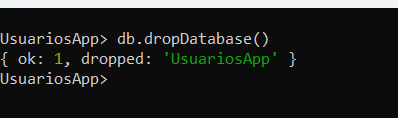 UsuariosApp> db.dropDatabase()
{ ok: 1, dropped: 'UsuariosApp' }
UsuariosApp>